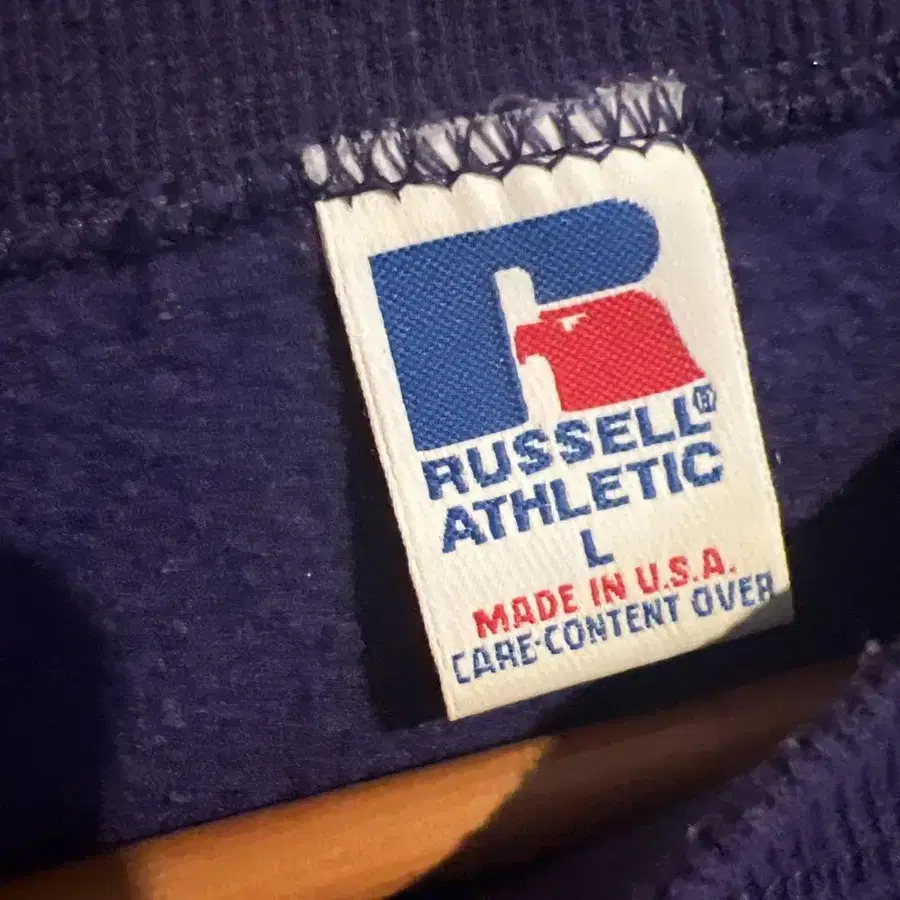 RUSSELL®
ATHLETIC
L
MADE IN U.S.A.
CARE·CONTENT OVER